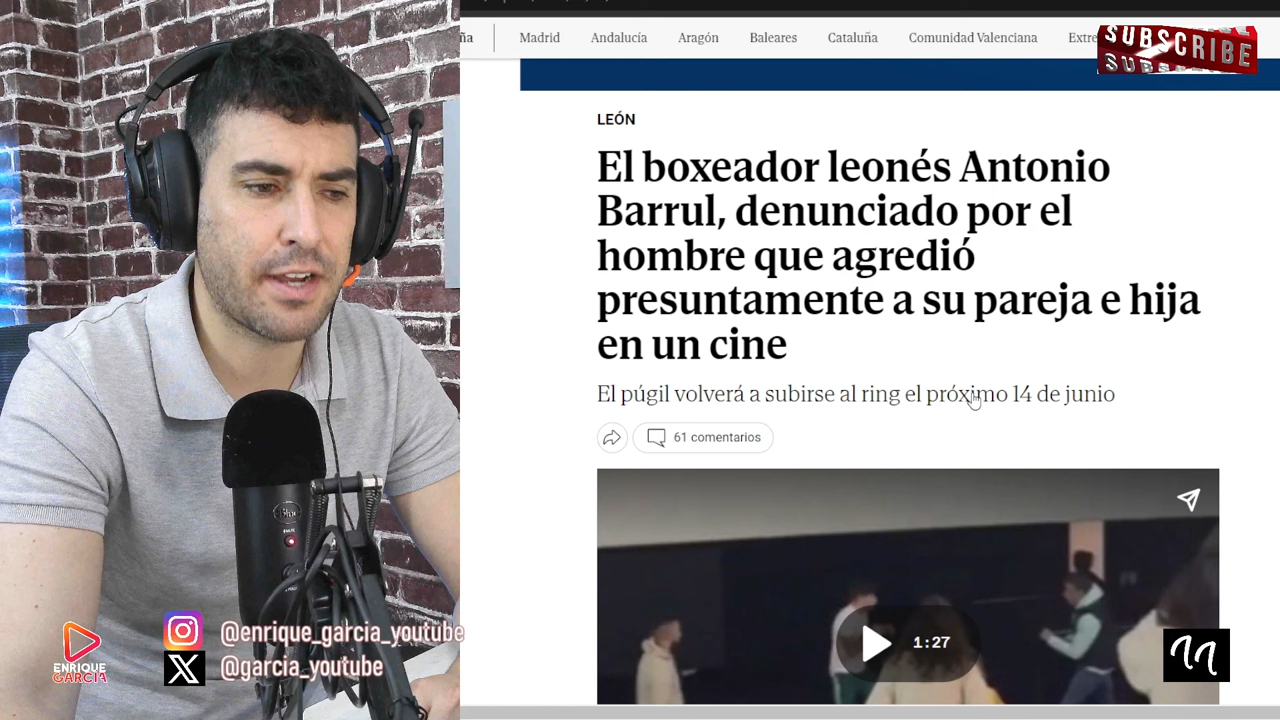 ña
Madrid
Andalucía
Aragón
Baleares
Cataluña
Comunidad Valenciana
Extre
SUBSCRIBE
LEÓN
El boxeador leonés Antonio
Barrul, denunciado por el
hombre que agredió
presuntamente a su pareja e hija
en un cine
El púgil volverá a subirse al ring el próximo 14 de junio
61 comentarios
1:27
ENRIQUE
GARCIA
@enrique_garcia_youtube
@garcia_youtube